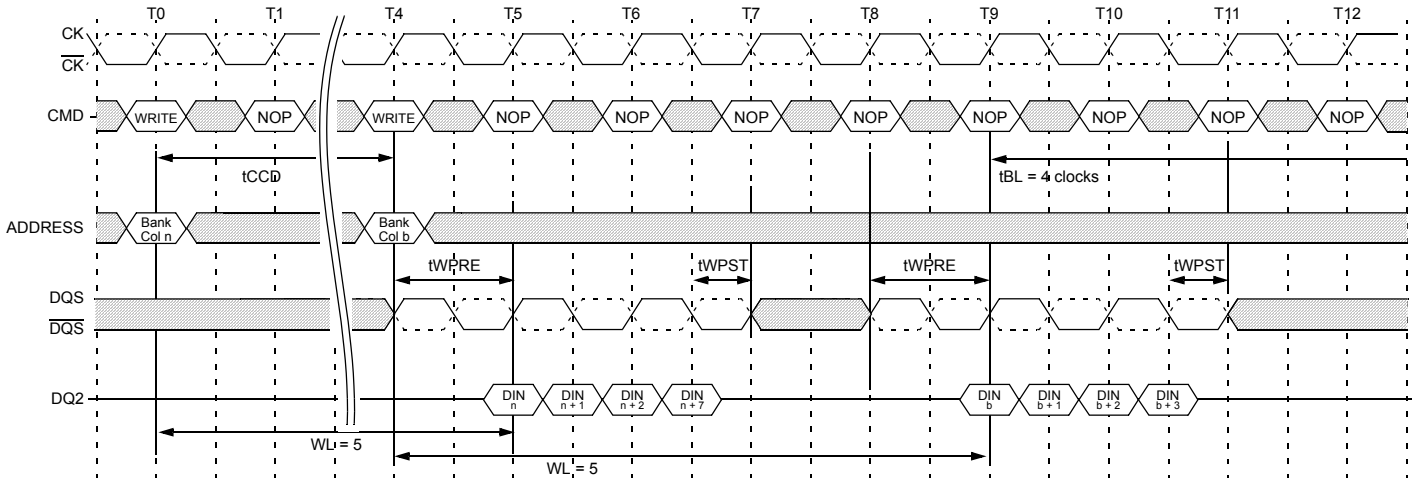 T0 T1 T4 T5 T6 T7 T8 T9 T10 T11 T12
CK
CK
CMD WRITE NOP WRITE NOP NOP NOP NOP NOP NOP NOP NOP
tCCD tBL = 4 clocks
ADDRESS Bank Col n Bank Col b
tWPRE tWPST tWPRE tWPST
DQS
DQS
DQ2 DIN n DIN n + 1 DIN n + 2 DIN n + 7 DIN b DIN b + 1 DIN b + 2 DIN b + 3
WL = 5
WL = 5